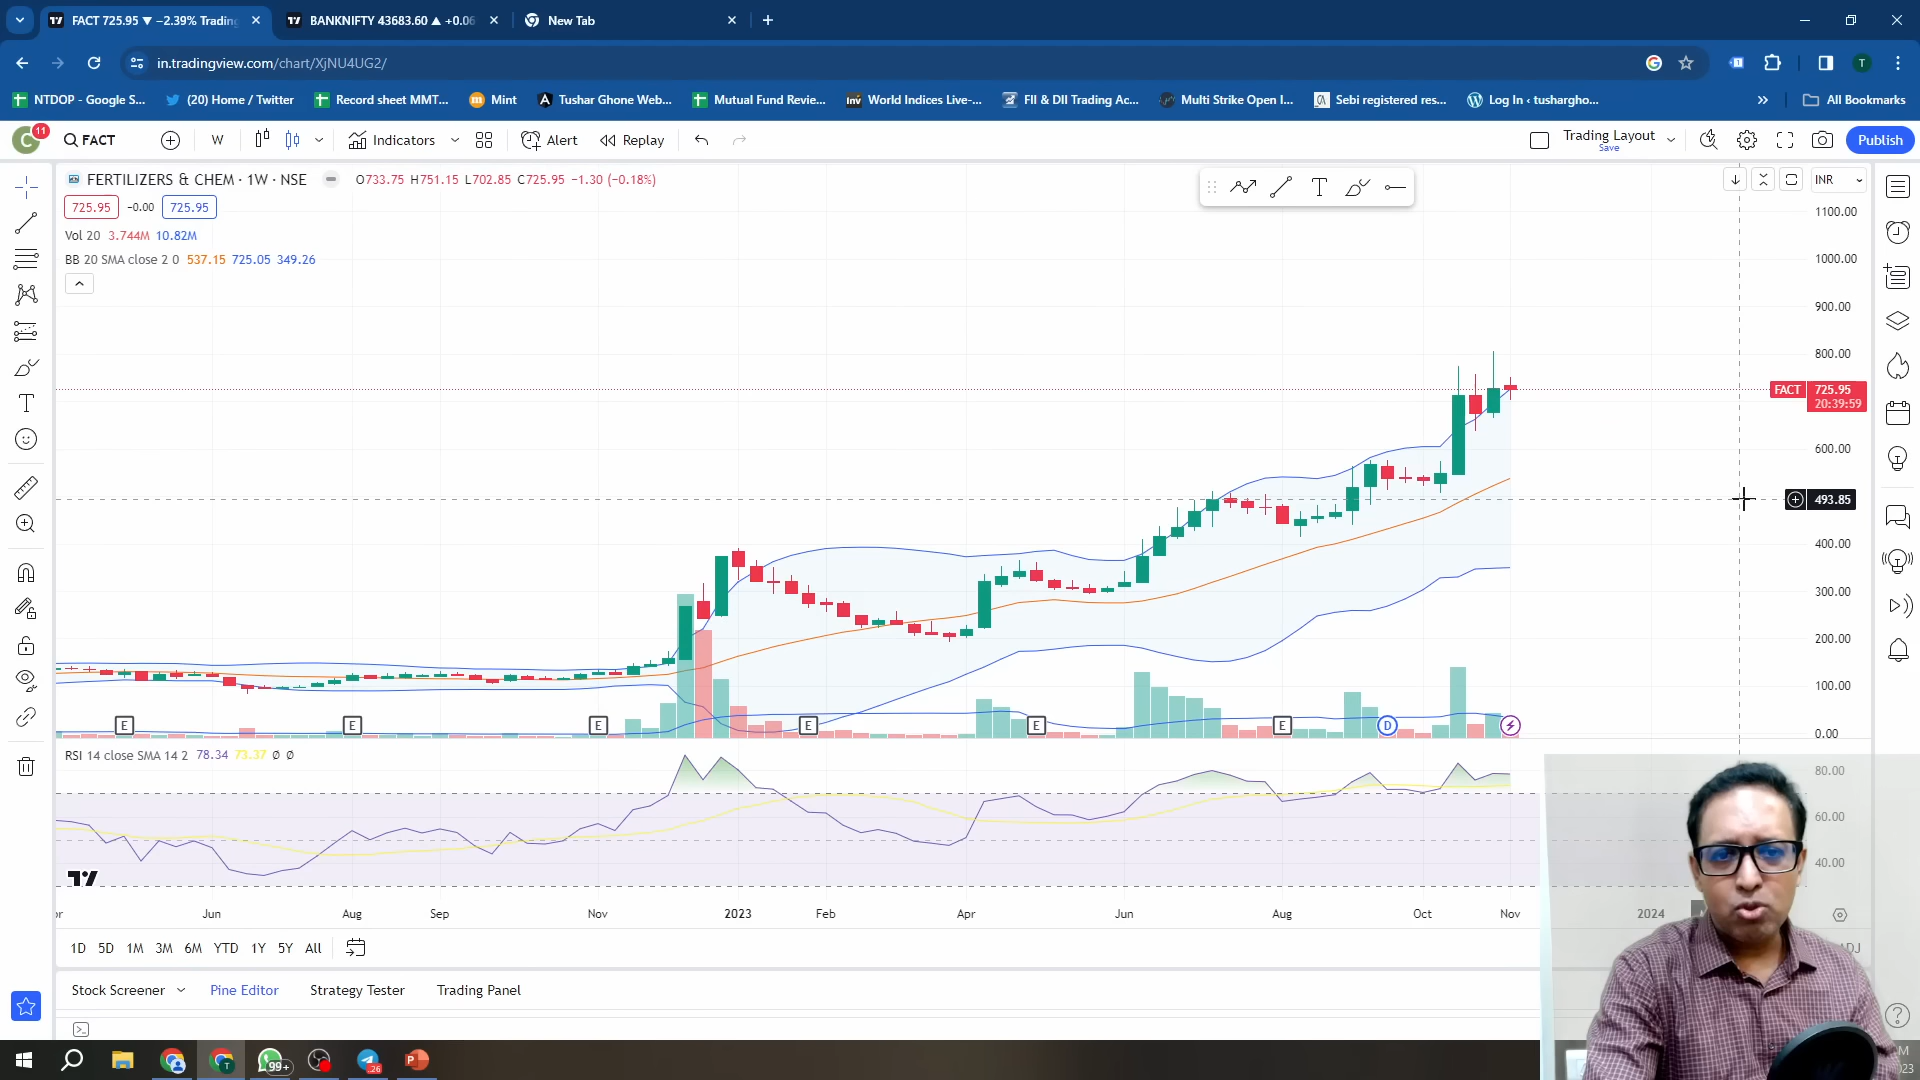 FACT 725.95 ▼ −2.39% Trading
BANKNIFTY 43683.60 ▲ +0.06
New Tab
in.tradingview.com/chart/XjNU4UG2/
T
NTDOP - Google S...
(20) Home / Twitter
Record sheet MMT...
Mint
Tushar Ghone Web...
Mutual Fund Revie...
World Indices Live-...
FII & DII Trading Ac...
Multi Strike Open I...
Sebi registered res...
Log In ‹ tushargho...
All Bookmarks
C
11
FACT
W
Indicators
Alert
Replay
Trading Layout
Save
Publish
FERTILIZERS & CHEM · 1W · NSE
O733.75 H751.15 L702.85 C725.95 −1.30 (−0.18%)
INR
725.95
-0.00
725.95
Vol 20 3.744M 10.82M
BB 20 SMA close 2 0 537.15 725.05 349.26
1100.00
1000.00
900.00
800.00
FACT
725.95
20:39:59
600.00
493.85
400.00
300.00
200.00
100.00
0.00
E
E
E
E
E
E
D
RSI 14 close SMA 14 2 78.34 73.37 Ø Ø
80.00
60.00
40.00
Jun
Aug
Sep
Nov
2023
Feb
Apr
Jun
Aug
Oct
Nov
2024
1D
5D
1M
3M
6M
YTD
1Y
5Y
All
ADJ
Stock Screener
Pine Editor
Strategy Tester
Trading Panel
99+
26